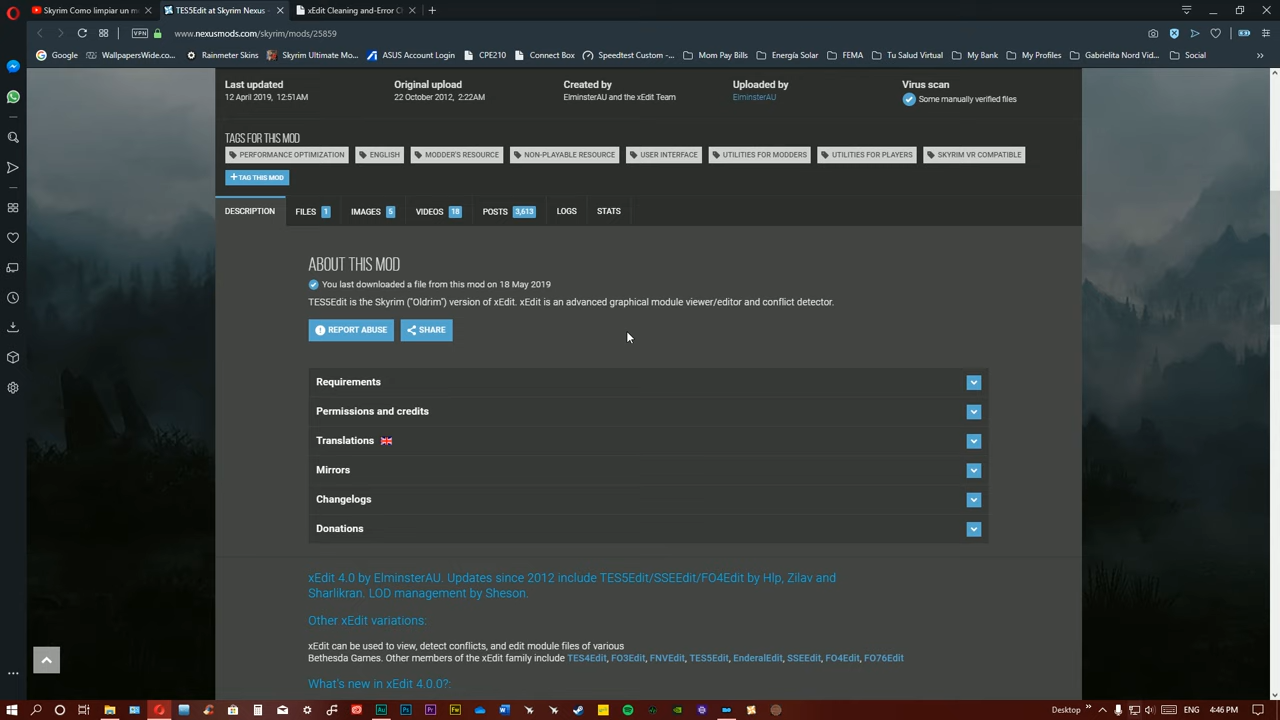 Skyrim Como limpiar un m
TES5Edit at Skyrim Nexus
xEdit Cleaning and-Error C
VPN
www.nexusmods.com/skyrim/mods/25859
Google
WallpapersWide.co...
Rainmeter Skins
Skyrim Ultimate Mo...
ASUS Account Login
CPE210
Connect Box
Speedtest Custom -...
Mom Pay Bills
Energía Solar
FEMA
Tu Salud Virtual
My Bank
My Profiles
Gabrielita Nord Vid...
Social
Last updated
12 April 2019, 12:51AM
Original upload
22 October 2012, 2:22AM
Created by
ElminsterAU and the xEdit Team
Uploaded by
ElminsterAU
Virus scan
Some manually verified files
TAGS FOR THIS MOD
PERFORMANCE OPTIMIZATION
ENGLISH
MODDER'S RESOURCE
NON-PLAYABLE RESOURCE
USER INTERFACE
UTILITIES FOR MODDERS
UTILITIES FOR PLAYERS
SKYRIM VR COMPATIBLE
+ TAG THIS MOD
DESCRIPTION
FILES 1
IMAGES 5
VIDEOS 18
POSTS 3,613
LOGS
STATS
ABOUT THIS MOD
You last downloaded a file from this mod on 18 May 2019
TES5Edit is the Skyrim ("Oldrim") version of xEdit. xEdit is an advanced graphical module viewer/editor and conflict detector.
REPORT ABUSE
SHARE
Requirements
Permissions and credits
Translations
Mirrors
Changelogs
Donations
xEdit 4.0 by ElminsterAU. Updates since 2012 include TES5Edit/SSEEdit/FO4Edit by Hlp, Zilav and
Sharlikran. LOD management by Sheson.
Other xEdit variations:
xEdit can be used to view, detect conflicts, and edit module files of various
Bethesda Games. Other members of the xEdit family include TES4Edit, FO3Edit, FNVEdit, TES5Edit, EnderalEdit, SSEEdit, FO4Edit, FO76Edit
What's new in xEdit 4.0.0?:
Desktop
ENG
4:46 PM